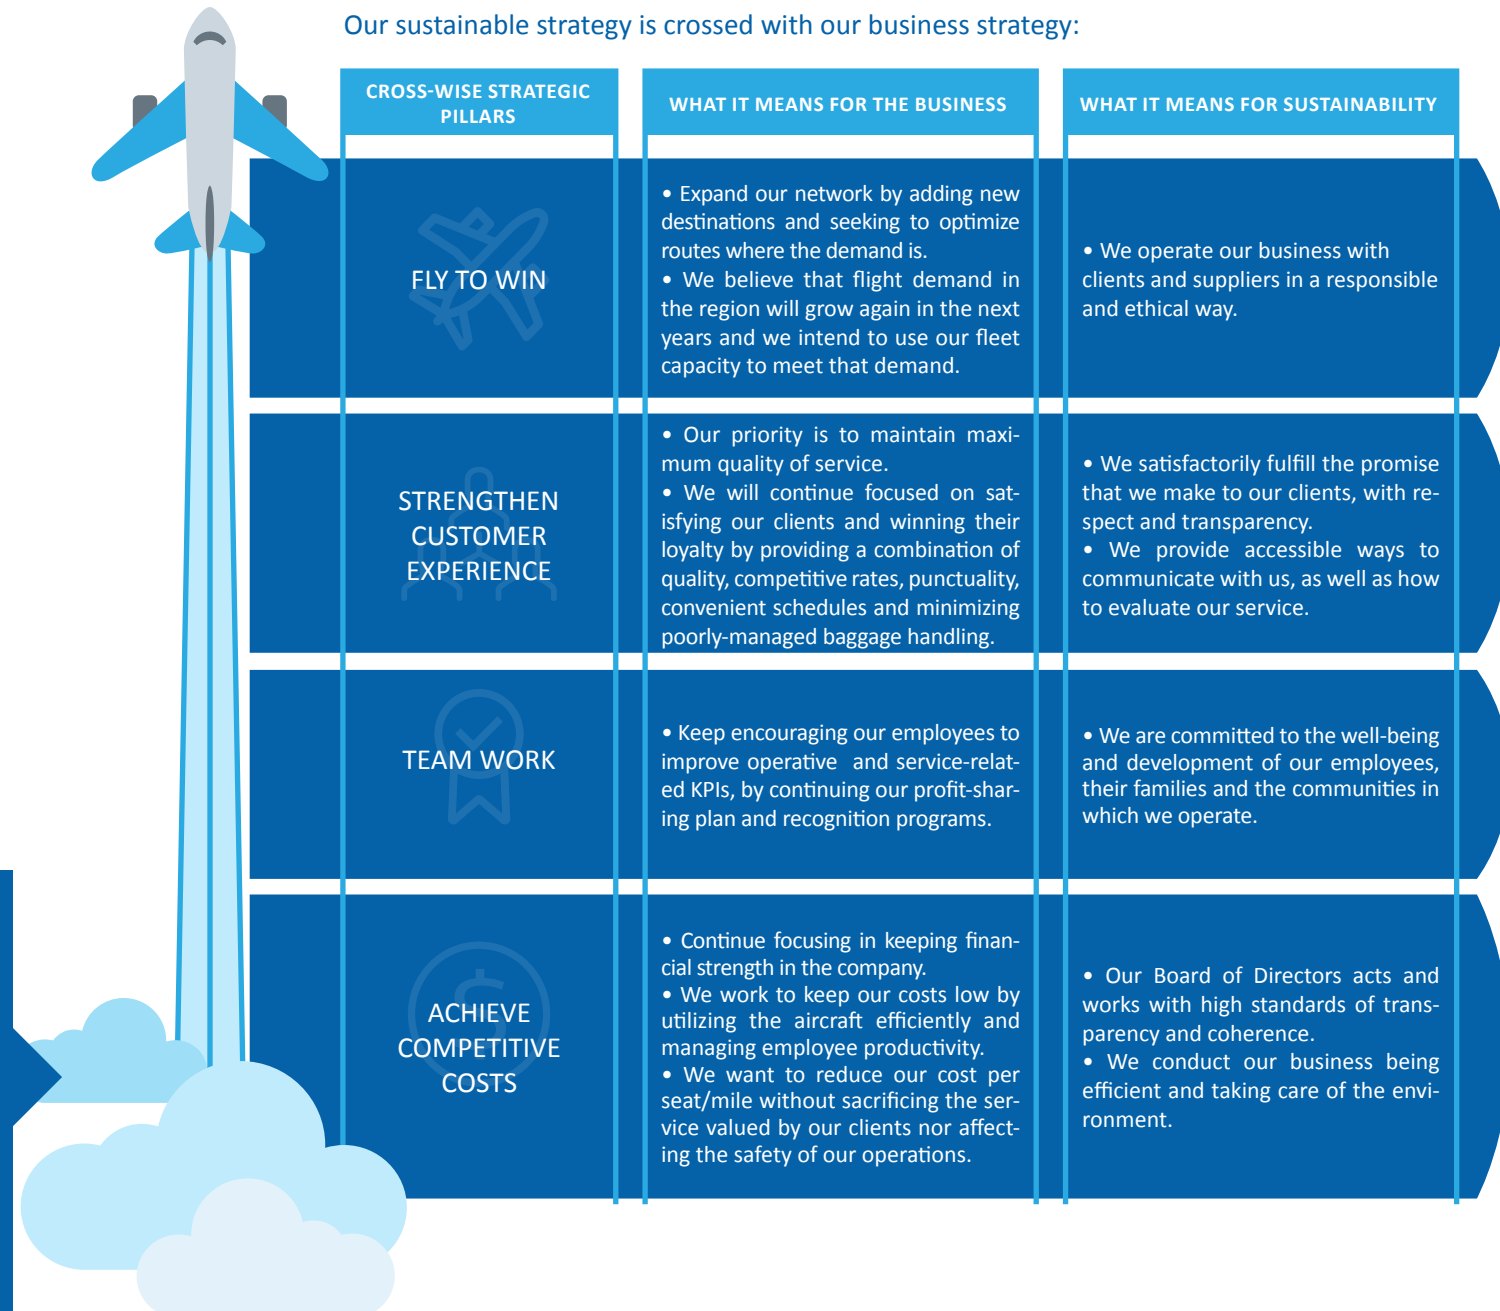 Our sustainable strategy is crossed with our business strategy:
CROSS-WISE STRATEGIC
PILLARS
WHAT IT MEANS FOR THE BUSINESS
WHAT IT MEANS FOR SUSTAINABILITY
FLY TO WIN
• Expand our network by adding new
destinations and seeking to optimize
routes where the demand is.
• We believe that flight demand in
the region will grow again in the next
years and we intend to use our fleet
capacity to meet that demand.
• We operate our business with
clients and suppliers in a responsible
and ethical way.
STRENGTHEN
CUSTOMER
EXPERIENCE
• Our priority is to maintain maxi-
mum quality of service.
• We will continue focused on sat-
isfying our clients and winning their
loyalty by providing a combination of
quality, competitive rates, punctuality,
convenient schedules and minimizing
poorly-managed baggage handling.
• We satisfactorily fulfill the promise
that we make to our clients, with re-
spect and transparency.
• We provide accessible ways to
communicate with us, as well as how
to evaluate our service.
TEAM WORK
• Keep encouraging our employees to
improve operative and service-relat-
ed KPIs, by continuing our profit-shar-
ing plan and recognition programs.
• We are committed to the well-being
and development of our employees,
their families and the communities in
which we operate.
ACHIEVE
COMPETITIVE
COSTS
• Continue focusing in keeping finan-
cial strength in the company.
• We work to keep our costs low by
utilizing the aircraft efficiently and
managing employee productivity.
• We want to reduce our cost per
seat/mile without sacrificing the ser-
vice valued by our clients nor affect-
ing the safety of our operations.
• Our Board of Directors acts and
works with high standards of trans-
parency and coherence.
• We conduct our business being
efficient and taking care of the envi-
ronment.